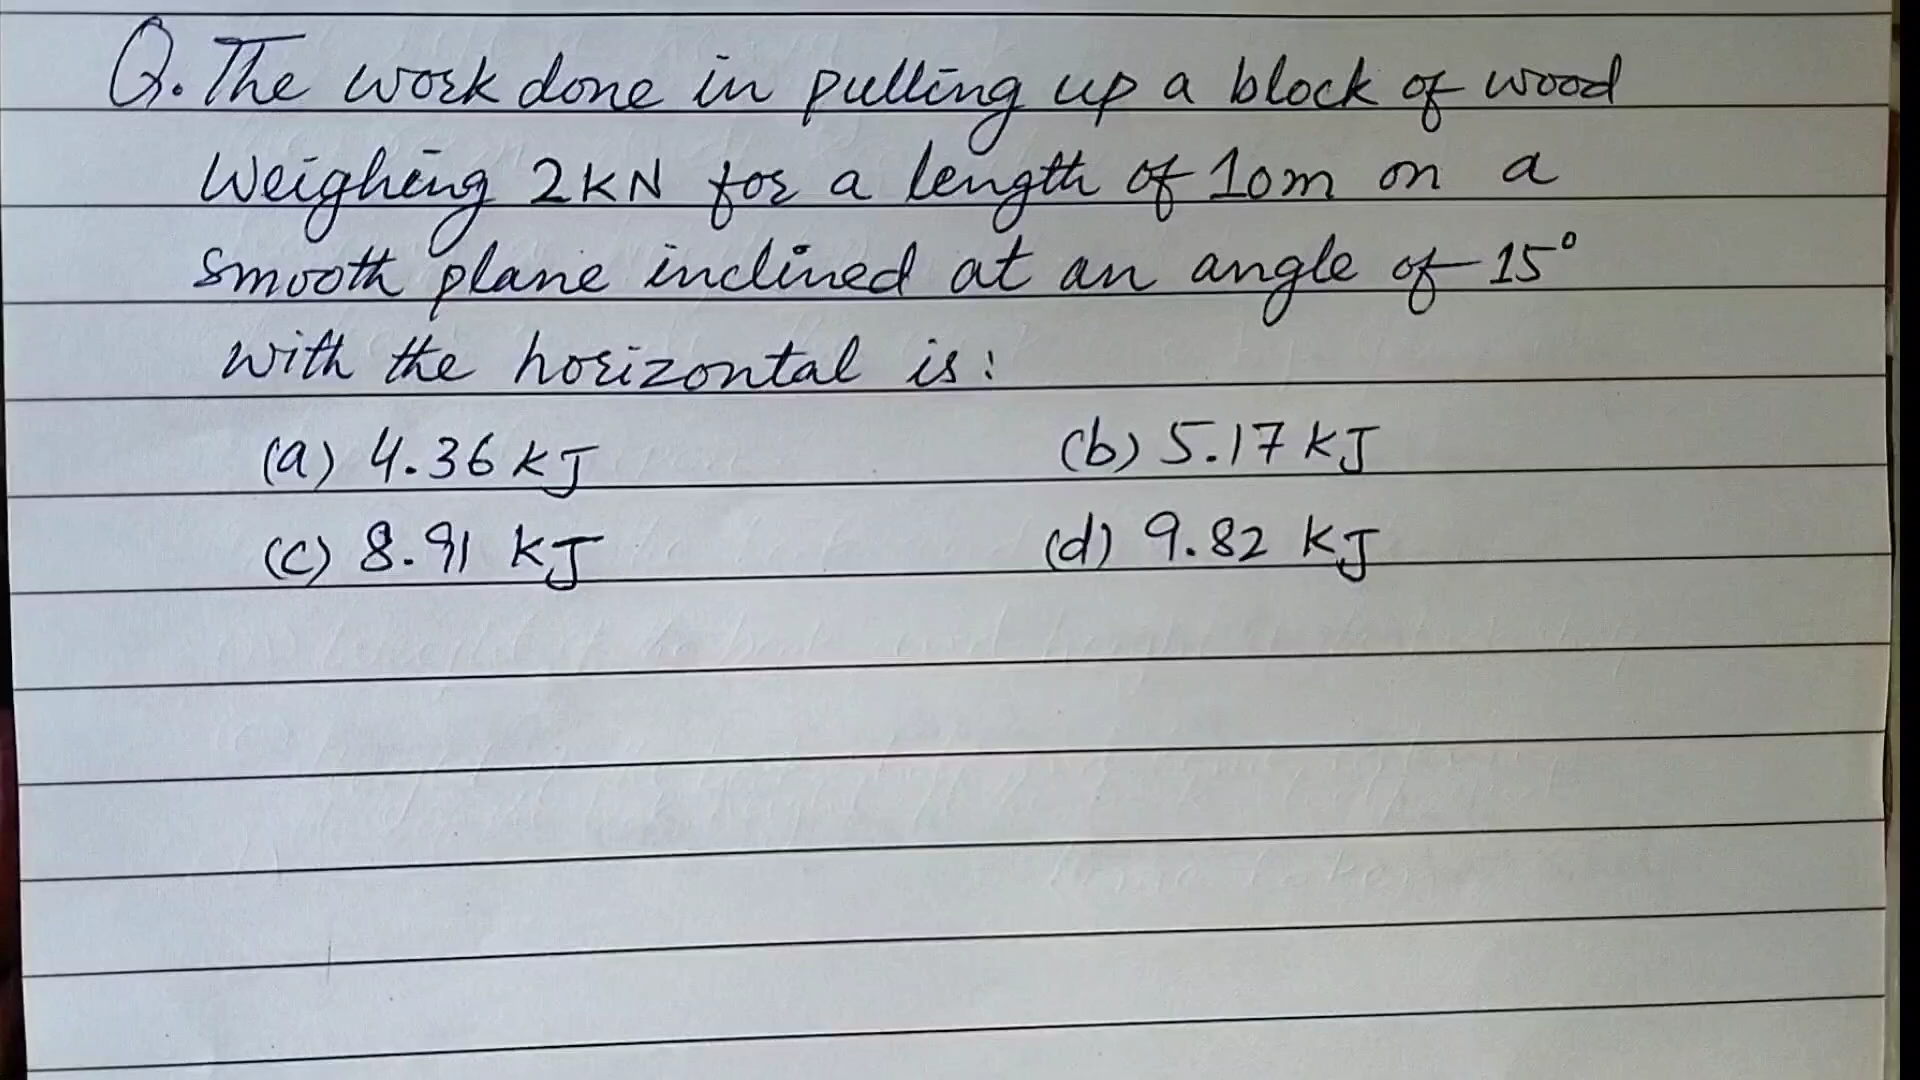 Q. The work done in pulling up a block of wood
Weighing 2KN for a length of 10m on a
smooth plane inclined at an angle of 15°
with the horizontal is:
(a) 4.36 KJ (b) 5.17 KJ
(c) 8.91 KJ (d) 9.82 KJ